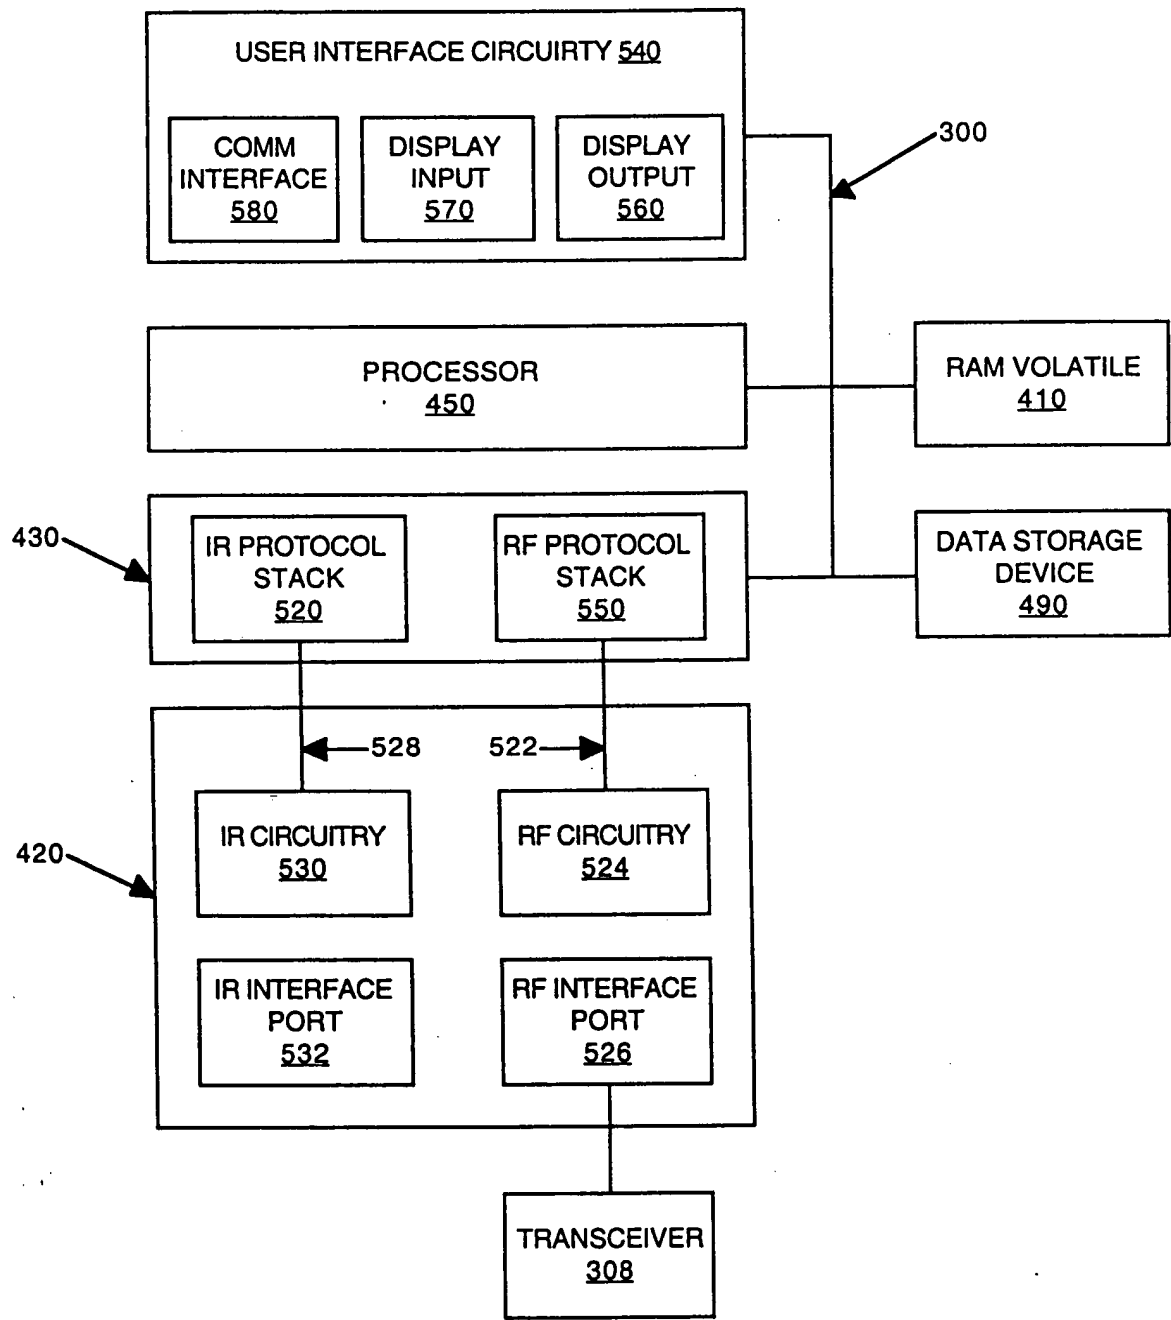 USER INTERFACE CIRCUIRTY 540
COMM
INTERFACE
580
DISPLAY
INPUT
570
DISPLAY
OUTPUT
560
300
PROCESSOR
450
RAM VOLATILE
410
430
IR PROTOCOL
STACK
520
RF PROTOCOL
STACK
550
DATA STORAGE
DEVICE
490
528
522
420
IR CIRCUITRY
530
RF CIRCUITRY
524
IR INTERFACE
PORT
532
RF INTERFACE
PORT
526
TRANSCEIVER
308